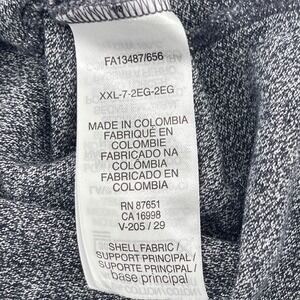 FA13487/656
XXL-7-2EG-2EG
MADE IN COLOMBIA
FABRIQUÉ EN
COLOMBIE
FABRICADO NA
COLÔMBIA
FABRICADO EN
COLOMBIA
RN 87651
CA 16998
V-205 / 29
SHELL FABRIC /
SUPPORT PRINCIPAL /
SUPORTE PRINCIPAL /
base principal